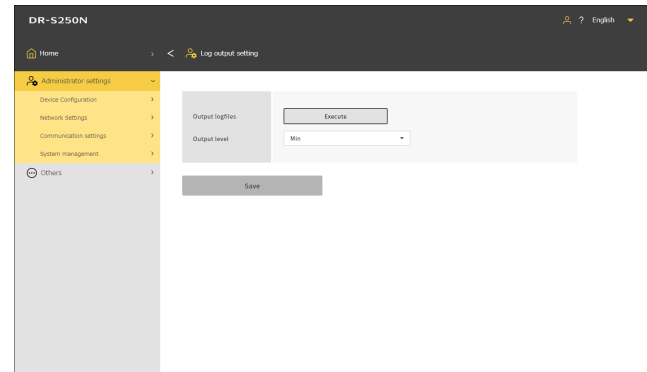 DR-S250N
? English
Home
Log output setting
Administrator settings
Device Configuration
Network Settings
Communication settings
System management
Others
Output logfiles
Execute
Output level
Min
Save